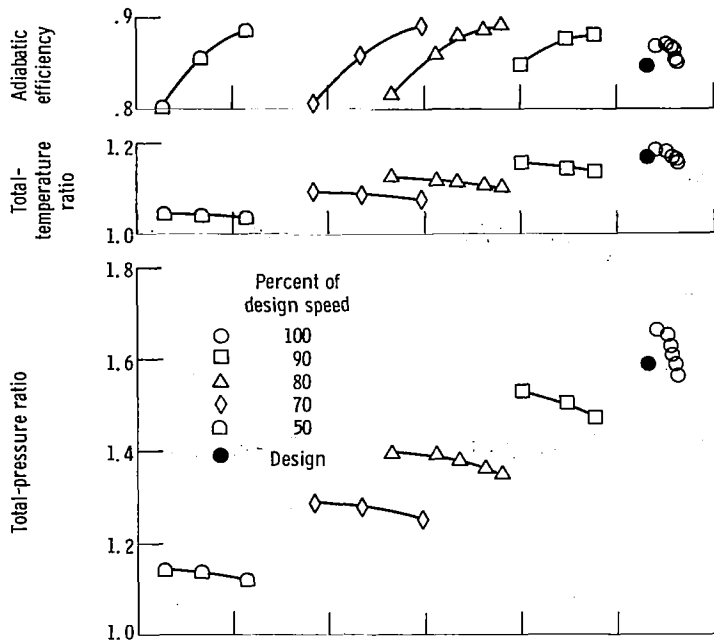 .9
.8
Adiabatic
efficiency
1.2
1.0
Total-
temperature
ratio
1.8
1.6
1.4
1.2
1.0
Total-pressure ratio
Percent of
design speed
100
90
80
70
50
Design